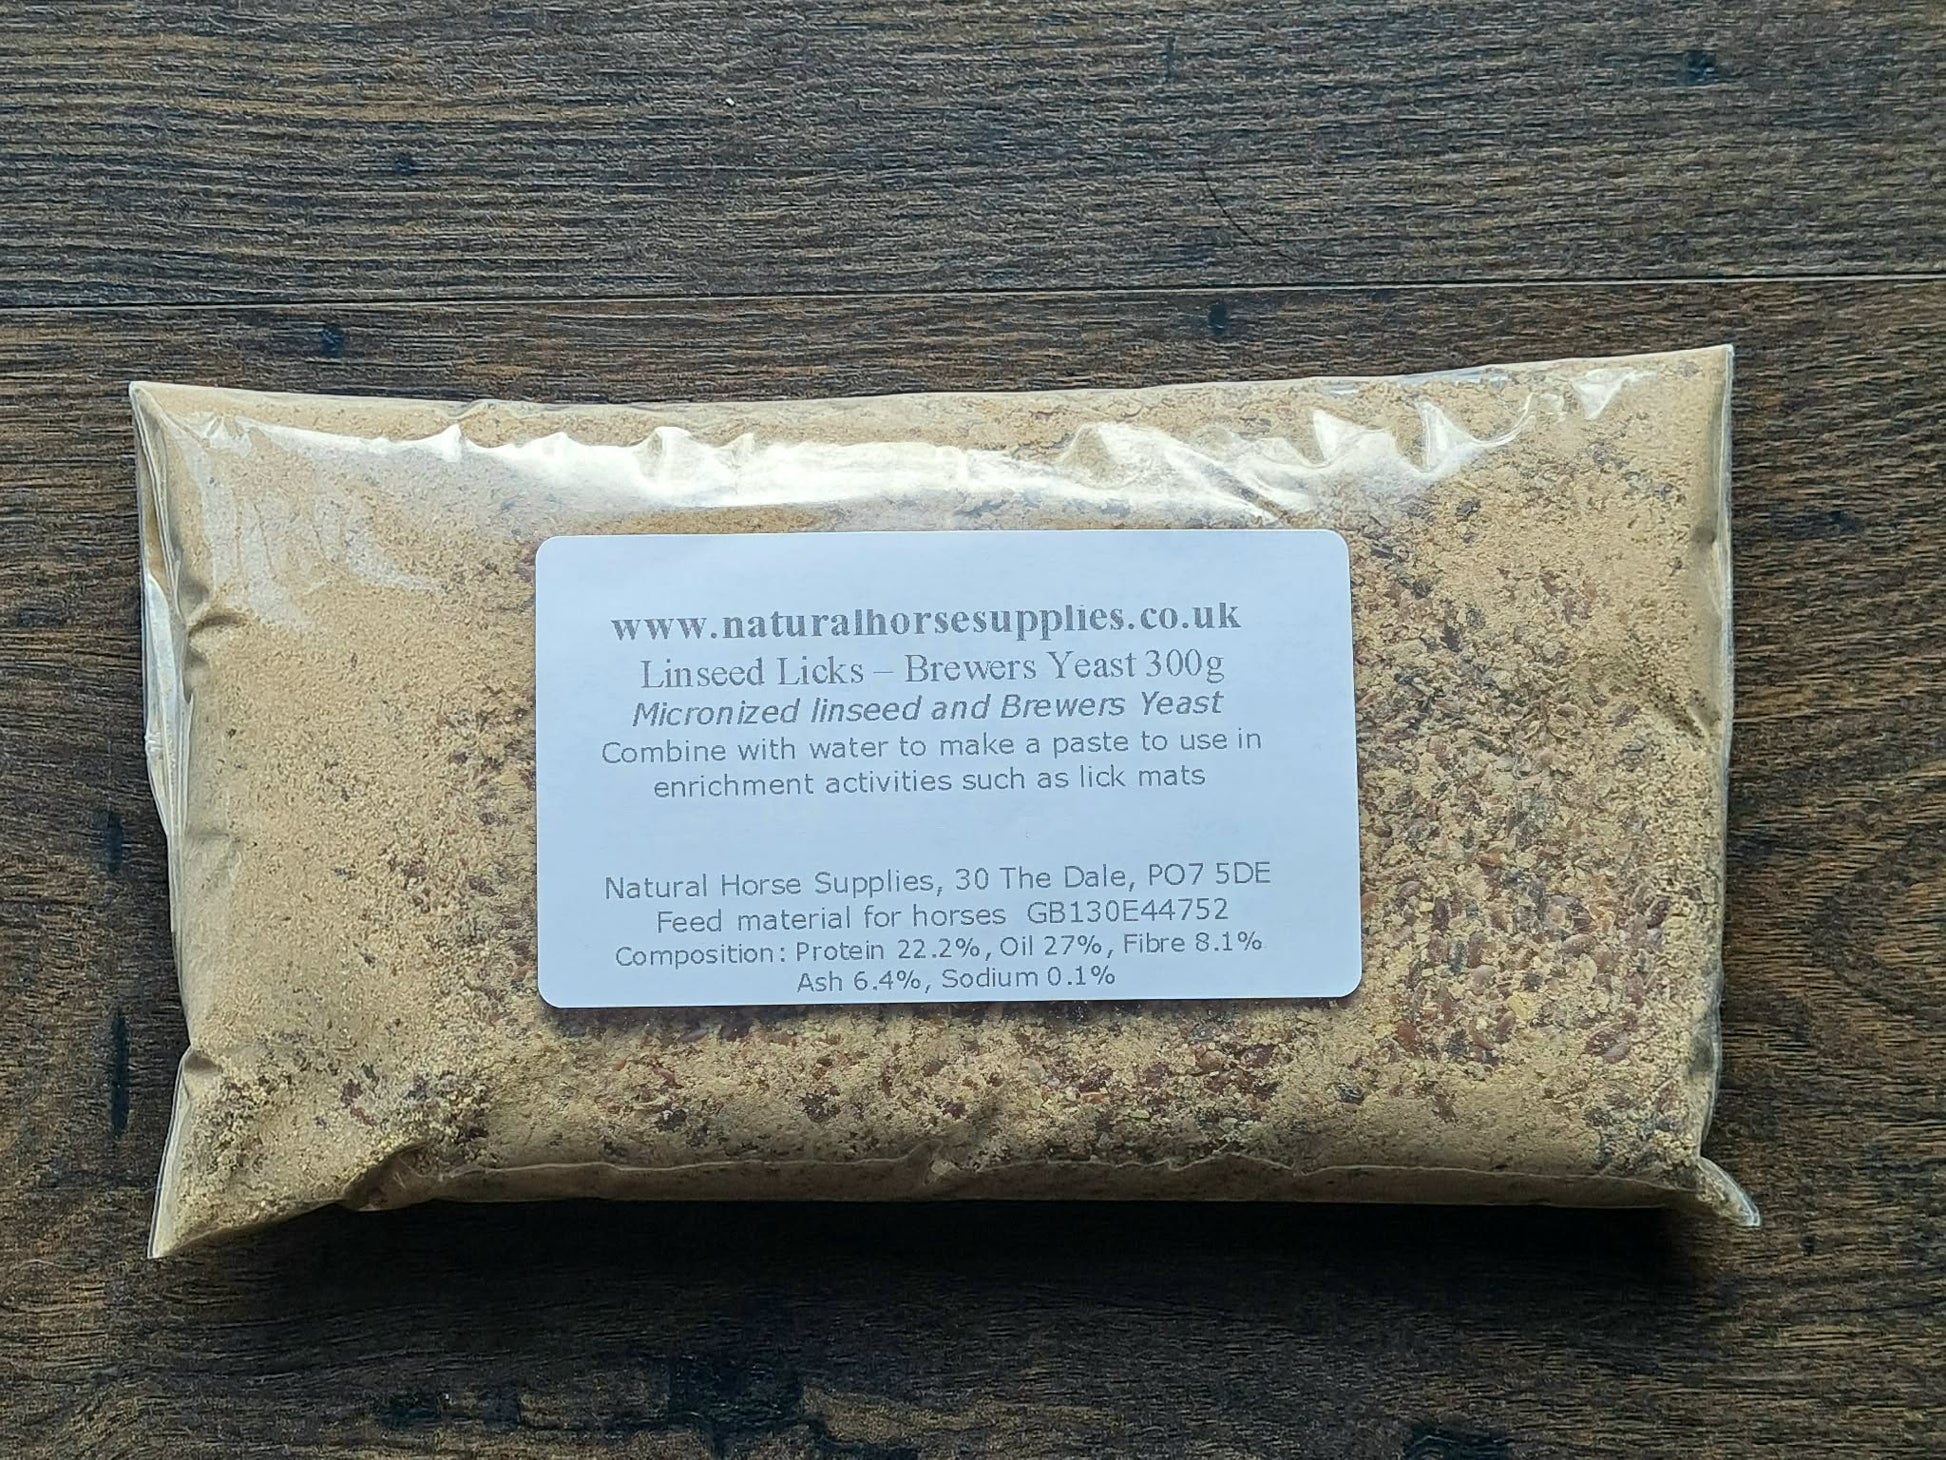 www.naturalhorsesupplies.co.uk
Linseed Licks – Brewers Yeast 300g
Micronized linseed and Brewers Yeast
Combine with water to make a paste to use in
enrichment activities such as lick mats
Natural Horse Supplies, 30 The Dale, PO7 5DE
Feed material for horses GB130E44752
Composition: Protein 22.2%, Oil 27%, Fibre 8.1%
Ash 6.4%, Sodium 0.1%